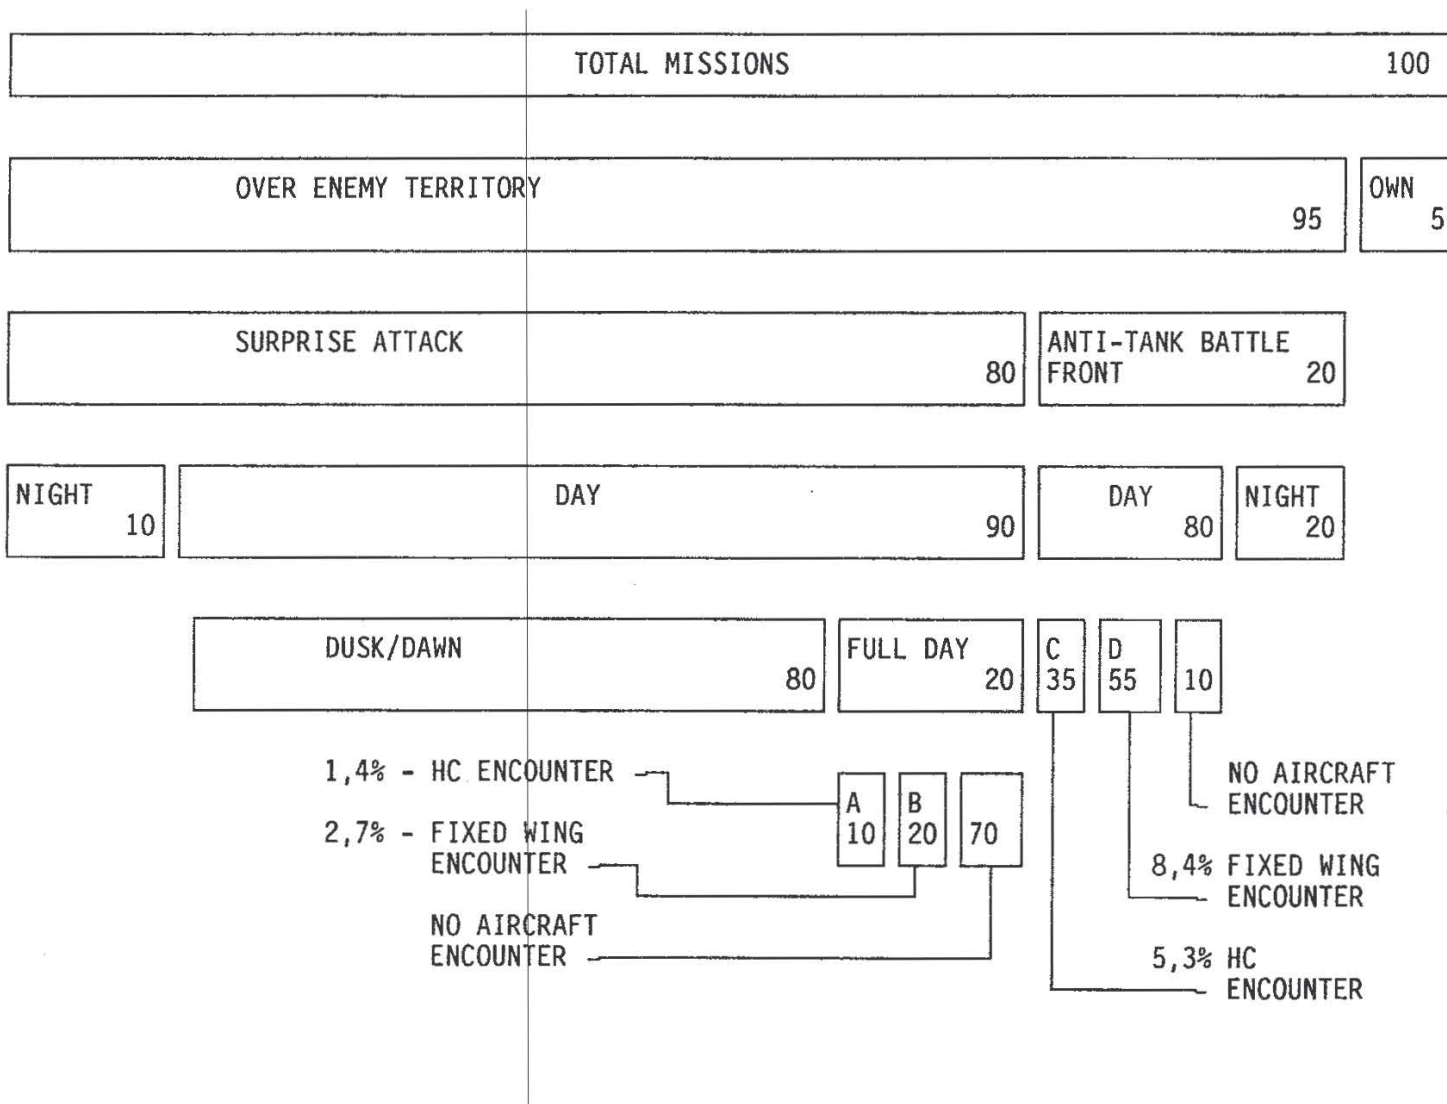 TOTAL MISSIONS 100
OVER ENEMY TERRITORY 95
OWN 5
SURPRISE ATTACK 80
ANTI-TANK BATTLE
FRONT 20
NIGHT 10
DAY 90
DAY 80
NIGHT 20
DUSK/DAWN 80
FULL DAY 20
C
35
D
55
10
1,4% - HC ENCOUNTER
2,7% - FIXED WING
ENCOUNTER
NO AIRCRAFT
ENCOUNTER
A
10
B
20
70
NO AIRCRAFT
ENCOUNTER
8,4% FIXED WING
ENCOUNTER
5,3% HC
ENCOUNTER